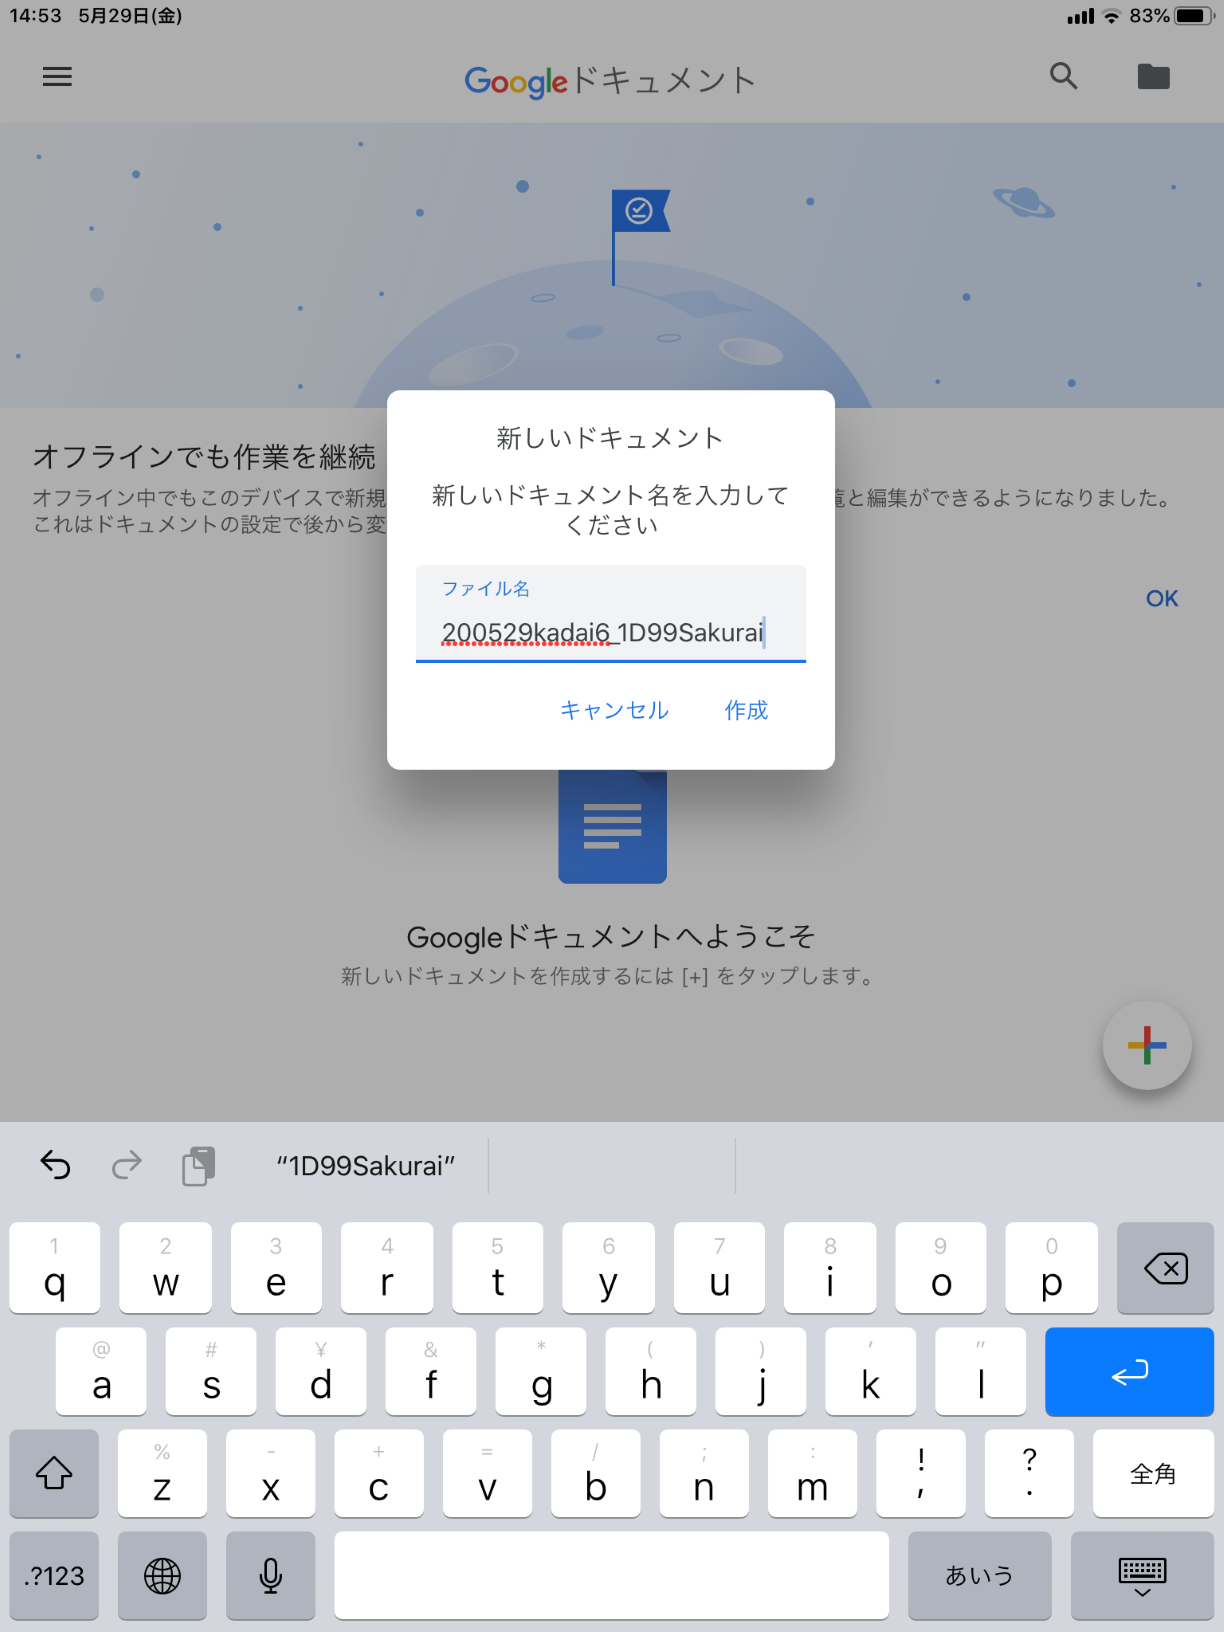 14:53 5月29日(金) 83%
Googleドキュメント
オフラインでも作業を継続
オフライン中でもこのデバイスで新規 覧と編集ができるようになりました。
これはドキュメントの設定で後から変
新しいドキュメント
新しいドキュメント名を入力して
ください
ファイル名
200529kadai6_1D99Sakurai
キャンセル 作成
OK
Googleドキュメントへようこそ
新しいドキュメントを作成するには [+] をタップします。
“1D99Sakurai”
1 2 3 4 5 6 7 8 9 0
q w e r t y u i o p
@ # ¥ & * ( ) ’ ”
a s d f g h j k l
% - + = / ; : ! ?
z x c v b n m , . 全角
.?123 あいう